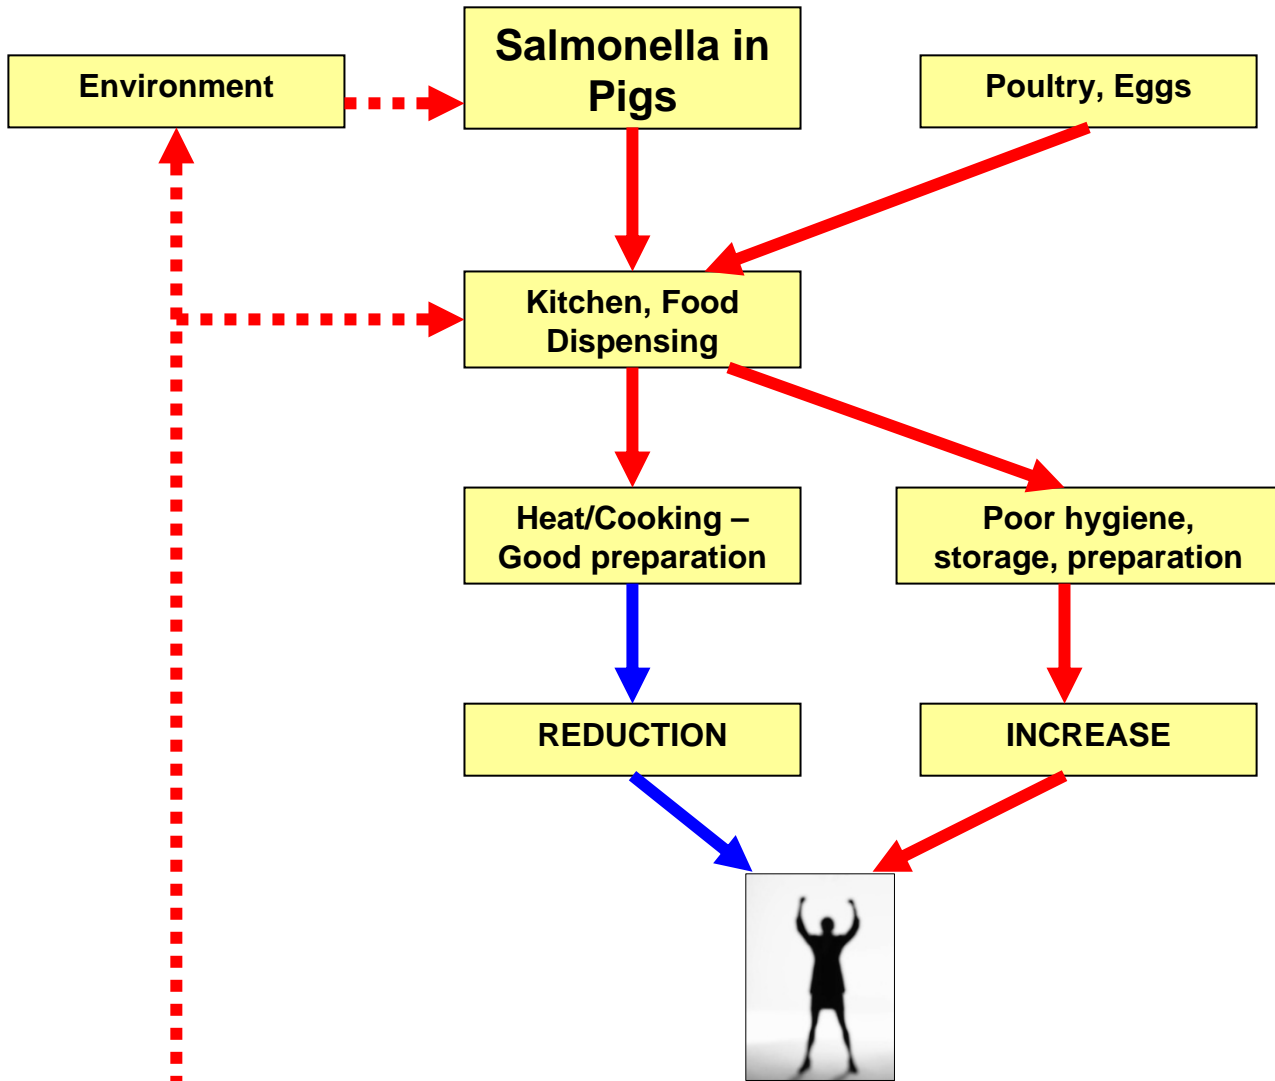 Salmonella in
Pigs
Environment
Poultry, Eggs
Kitchen, Food
Dispensing
Heat/Cooking –
Good preparation
Poor hygiene,
storage, preparation
REDUCTION
INCREASE